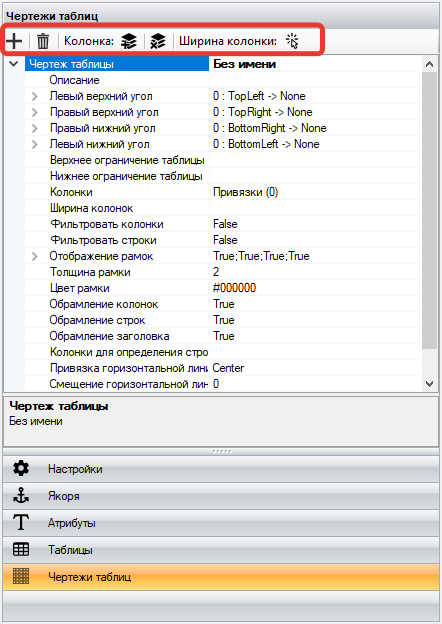 Чертежи таблиц
Колонка: Ширина колонки:
Чертеж таблицы Без имени
Описание
Левый верхний угол 0 : TopLeft -> None
Правый верхний угол 0 : TopRight -> None
Правый нижний угол 0 : BottomRight -> None
Левый нижний угол 0 : BottomLeft -> None
Верхнее ограничение таблицы
Нижнее ограничение таблицы
Колонки Привязки (0)
Ширина колонок
Фильтровать колонки False
Фильтровать строки False
Отображение рамок True;True;True;True
Толщина рамки 2
Цвет рамки #000000
Обрамление колонок True
Обрамление строк True
Обрамление заголовка True
Колонки для определения стро
Привязка горизонтальной лини Center
Смещение горизонтальной лин 0
Чертеж таблицы
Без имени
Настройки
Якоря
Атрибуты
Таблицы
Чертежи таблиц